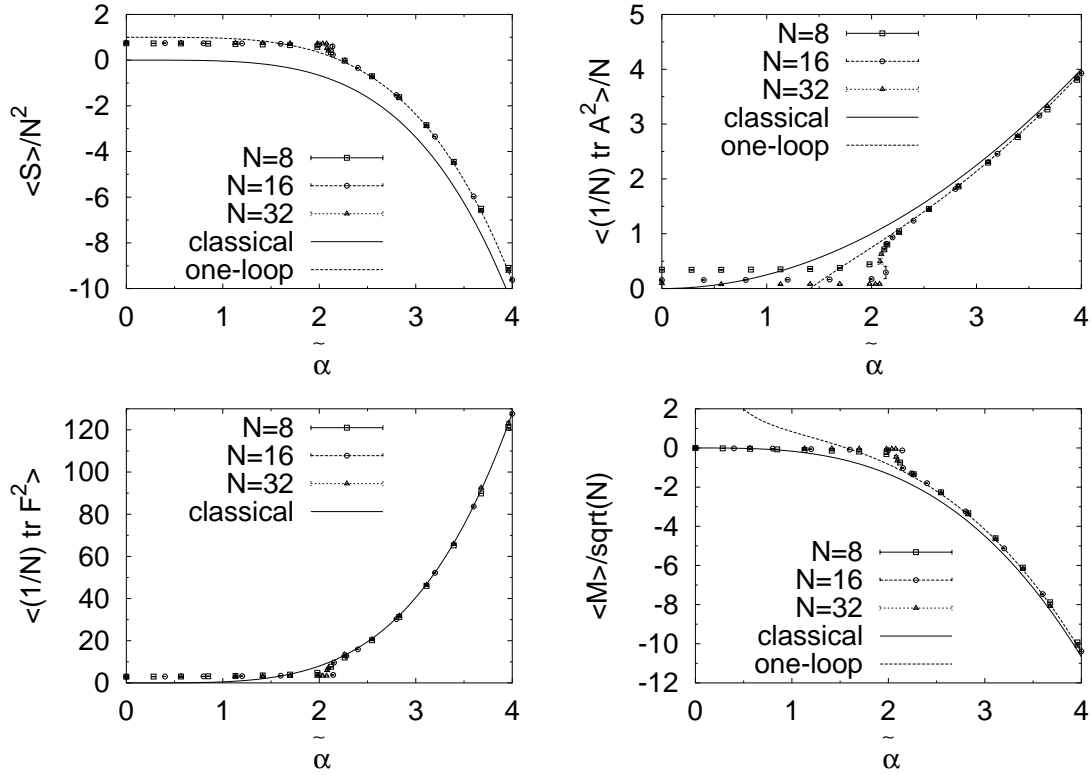 <S>/N^2
2
0
-2
-4
-6
-8
-10
N=8
N=16
N=32
classical
one-loop
0 1 2 3 4
α̃
<(1/N) tr A^2>/N
5
4
3
2
1
0
N=8
N=16
N=32
classical
one-loop
0 1 2 3 4
α̃
<(1/N) tr F^2>
120
100
80
60
40
20
0
N=8
N=16
N=32
classical
0 1 2 3 4
α̃
<M>/sqrt(N)
2
0
-2
-4
-6
-8
-10
-12
N=8
N=16
N=32
classical
one-loop
0 1 2 3 4
α̃